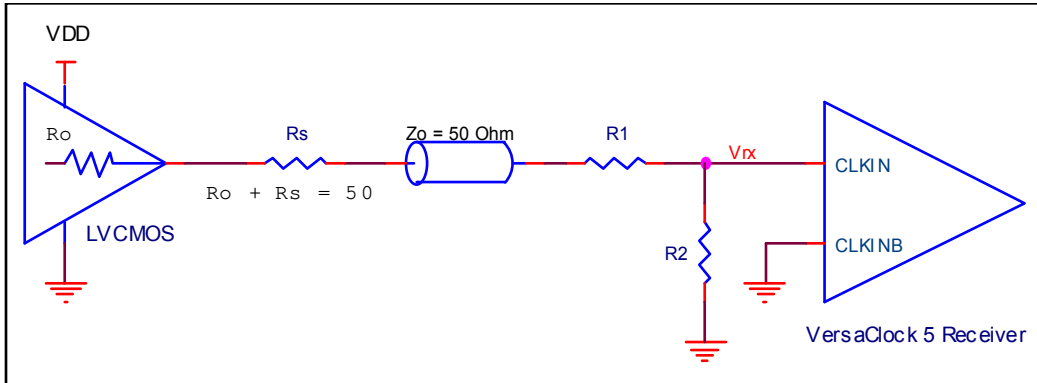 VDD
Ro
Rs
Zo = 50 Ohm
R1
Vrx
CLKIN
Ro + Rs = 50
LVCMOS
R2
CLKINB
VersaClock 5 Receiver